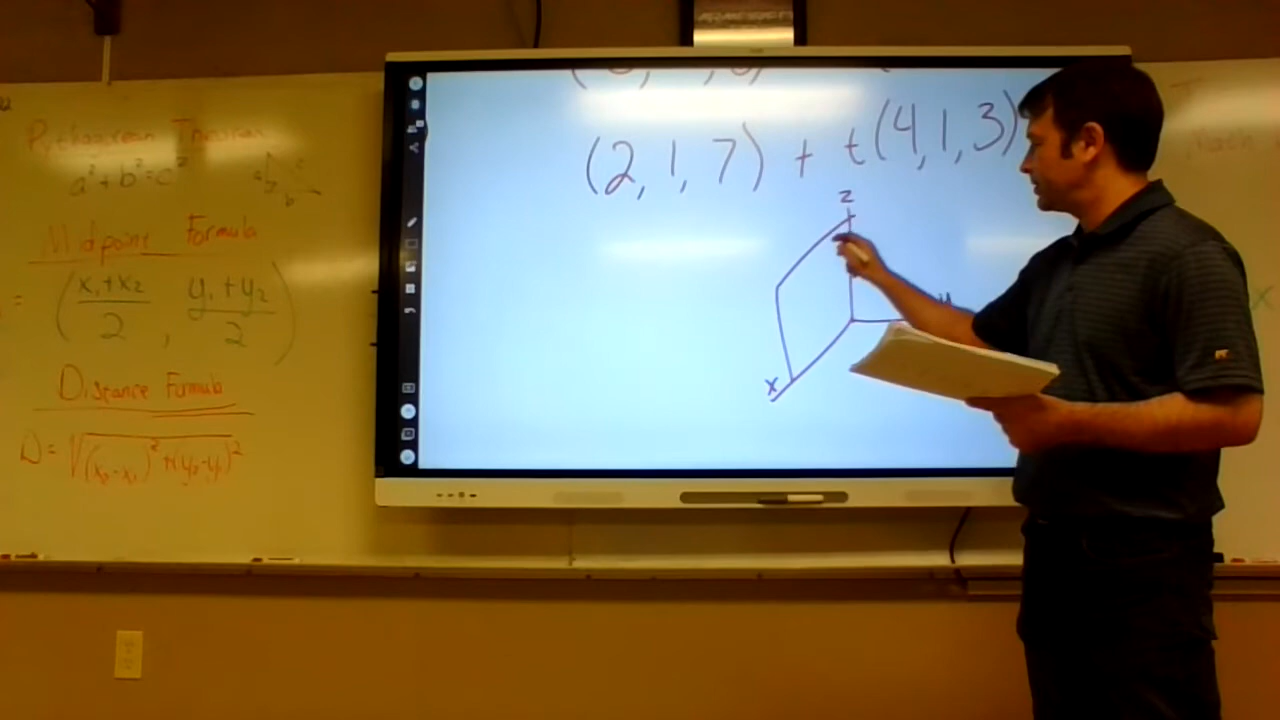 Pythagorean Theorem
a² + b² = c²
a
c
b
Midpoint Formula
= (x₁+x₂/2, y₁+y₂/2)
Distance Formula
D = √(x₂-x₁)² + (y₂-y₁)²
(2, 1, 7) + t(4, 1, 3)
z
y
x
Math